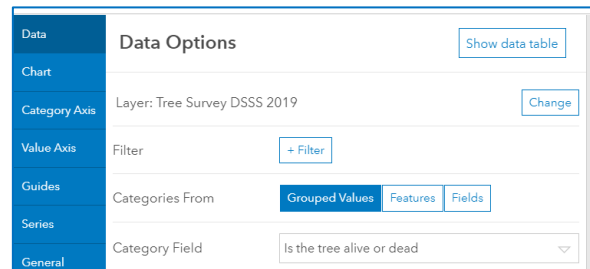 Data
Chart
Category Axis
Value Axis
Guides
Series
General
Data Options
Show data table
Layer: Tree Survey DSSS 2019
Change
Filter
+ Filter
Categories From
Grouped Values
Features
Fields
Category Field
Is the tree alive or dead